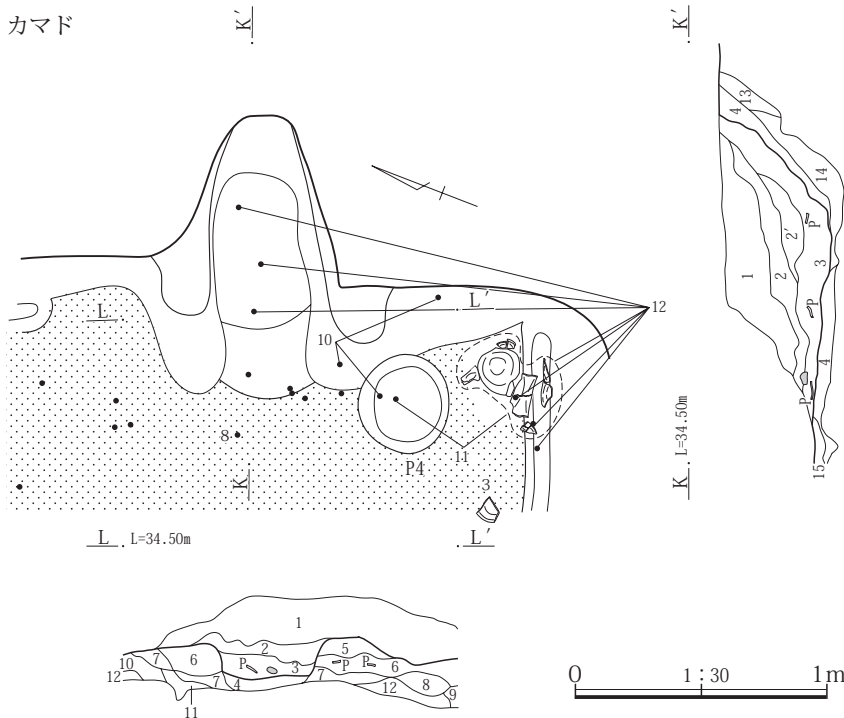 カマド
K′
K′
4 13
14
2′ P
1 2 3
P
4
P
15
L
L′
12
10
8
11
P4
3
K
K L=34.50m
L L=34.50m
L′
1
2 5
10 7 6 P 3 P P 6
12 7 4 7 12 8 9
11
0 1:30 1m